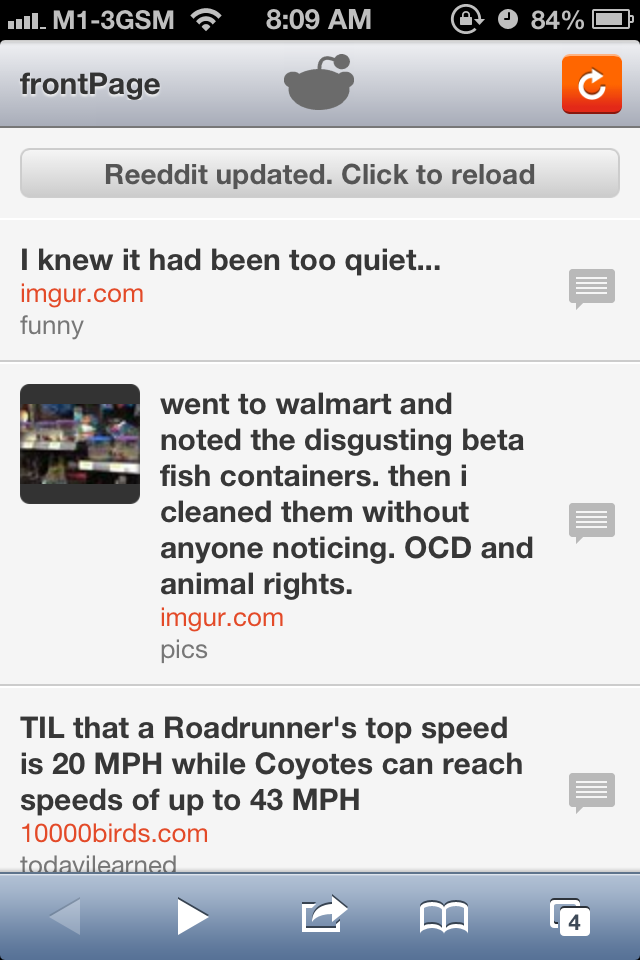 M1-3GSM 8:09 AM 84%
frontPage
Reeddit updated. Click to reload
I knew it had been too quiet...
imgur.com
funny
went to walmart and
noted the disgusting beta
fish containers. then i
cleaned them without
anyone noticing. OCD and
animal rights.
imgur.com
pics
TIL that a Roadrunner's top speed
is 20 MPH while Coyotes can reach
speeds of up to 43 MPH
10000birds.com
todayilearned
4